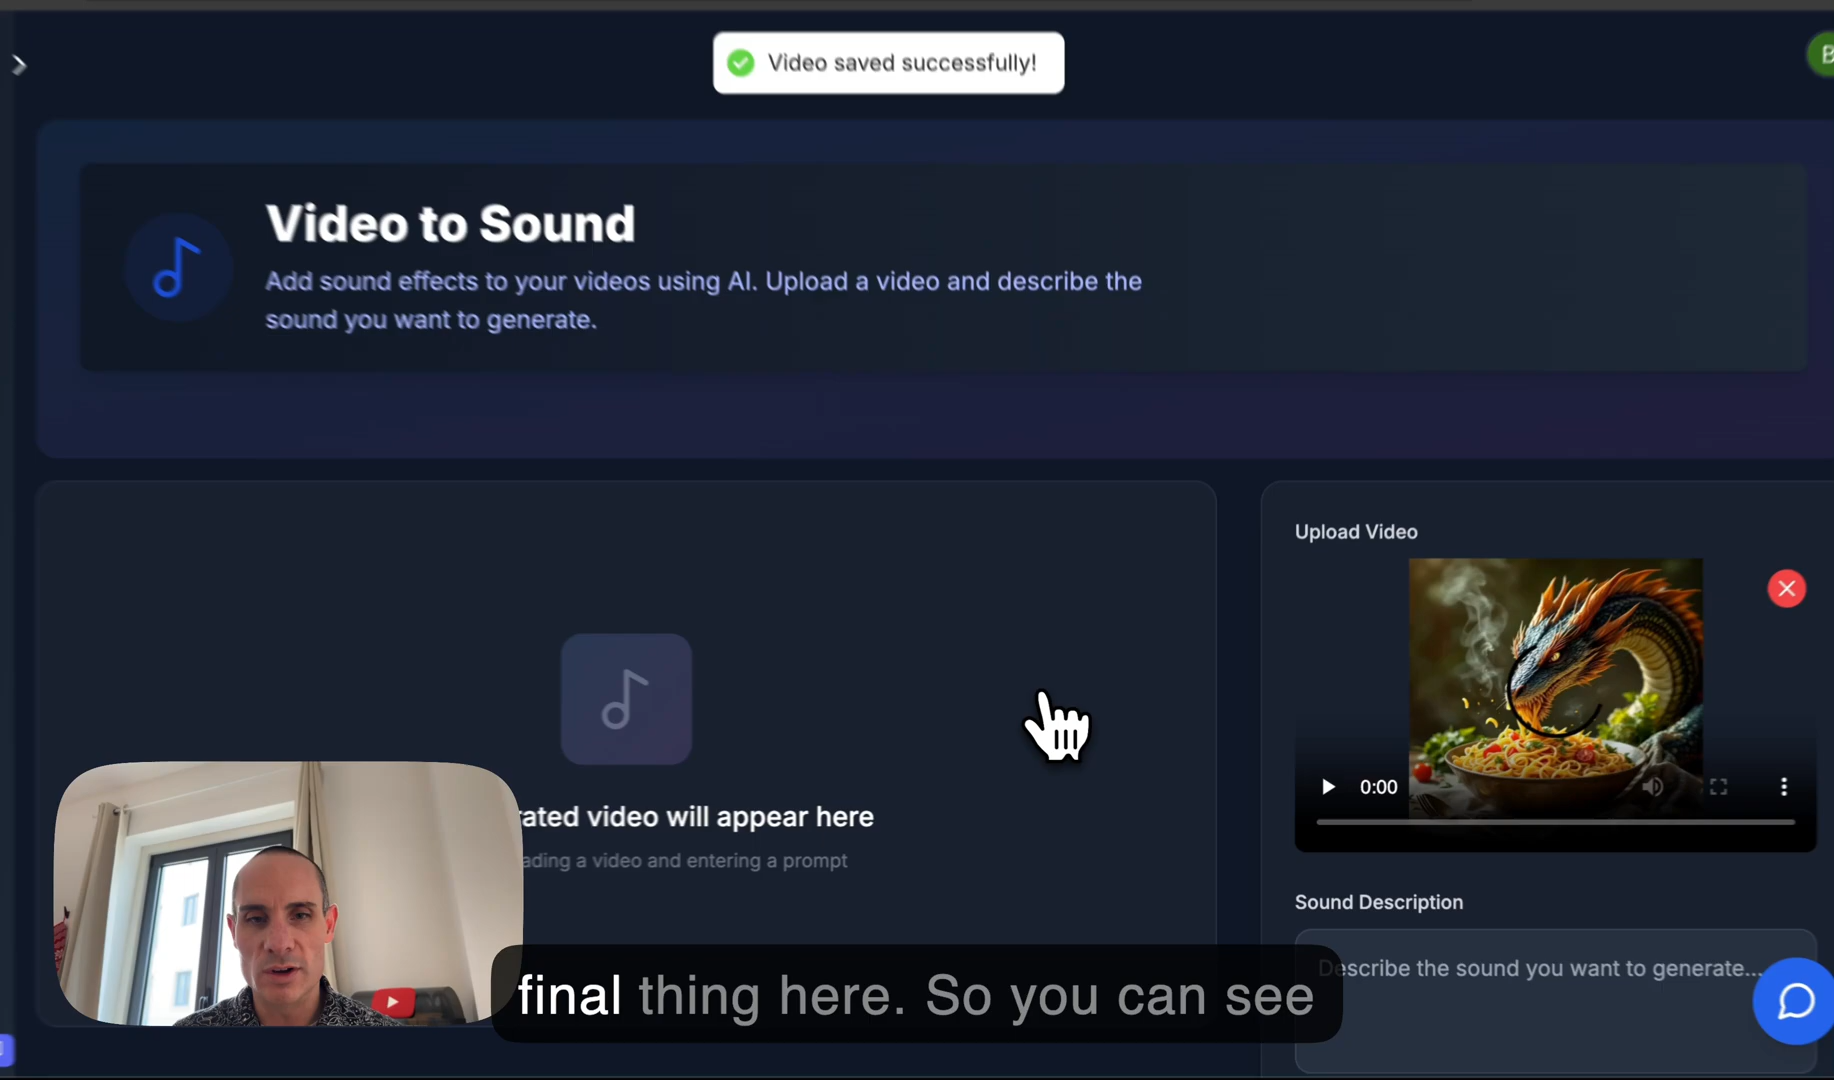 Video saved successfully!
B
Video to Sound
Add sound effects to your videos using AI. Upload a video and describe the
sound you want to generate.
Upload Video
0:00
rated video will appear here
ading a video and entering a prompt
Sound Description
Describe the sound you want to generate...
final thing here. So you can see